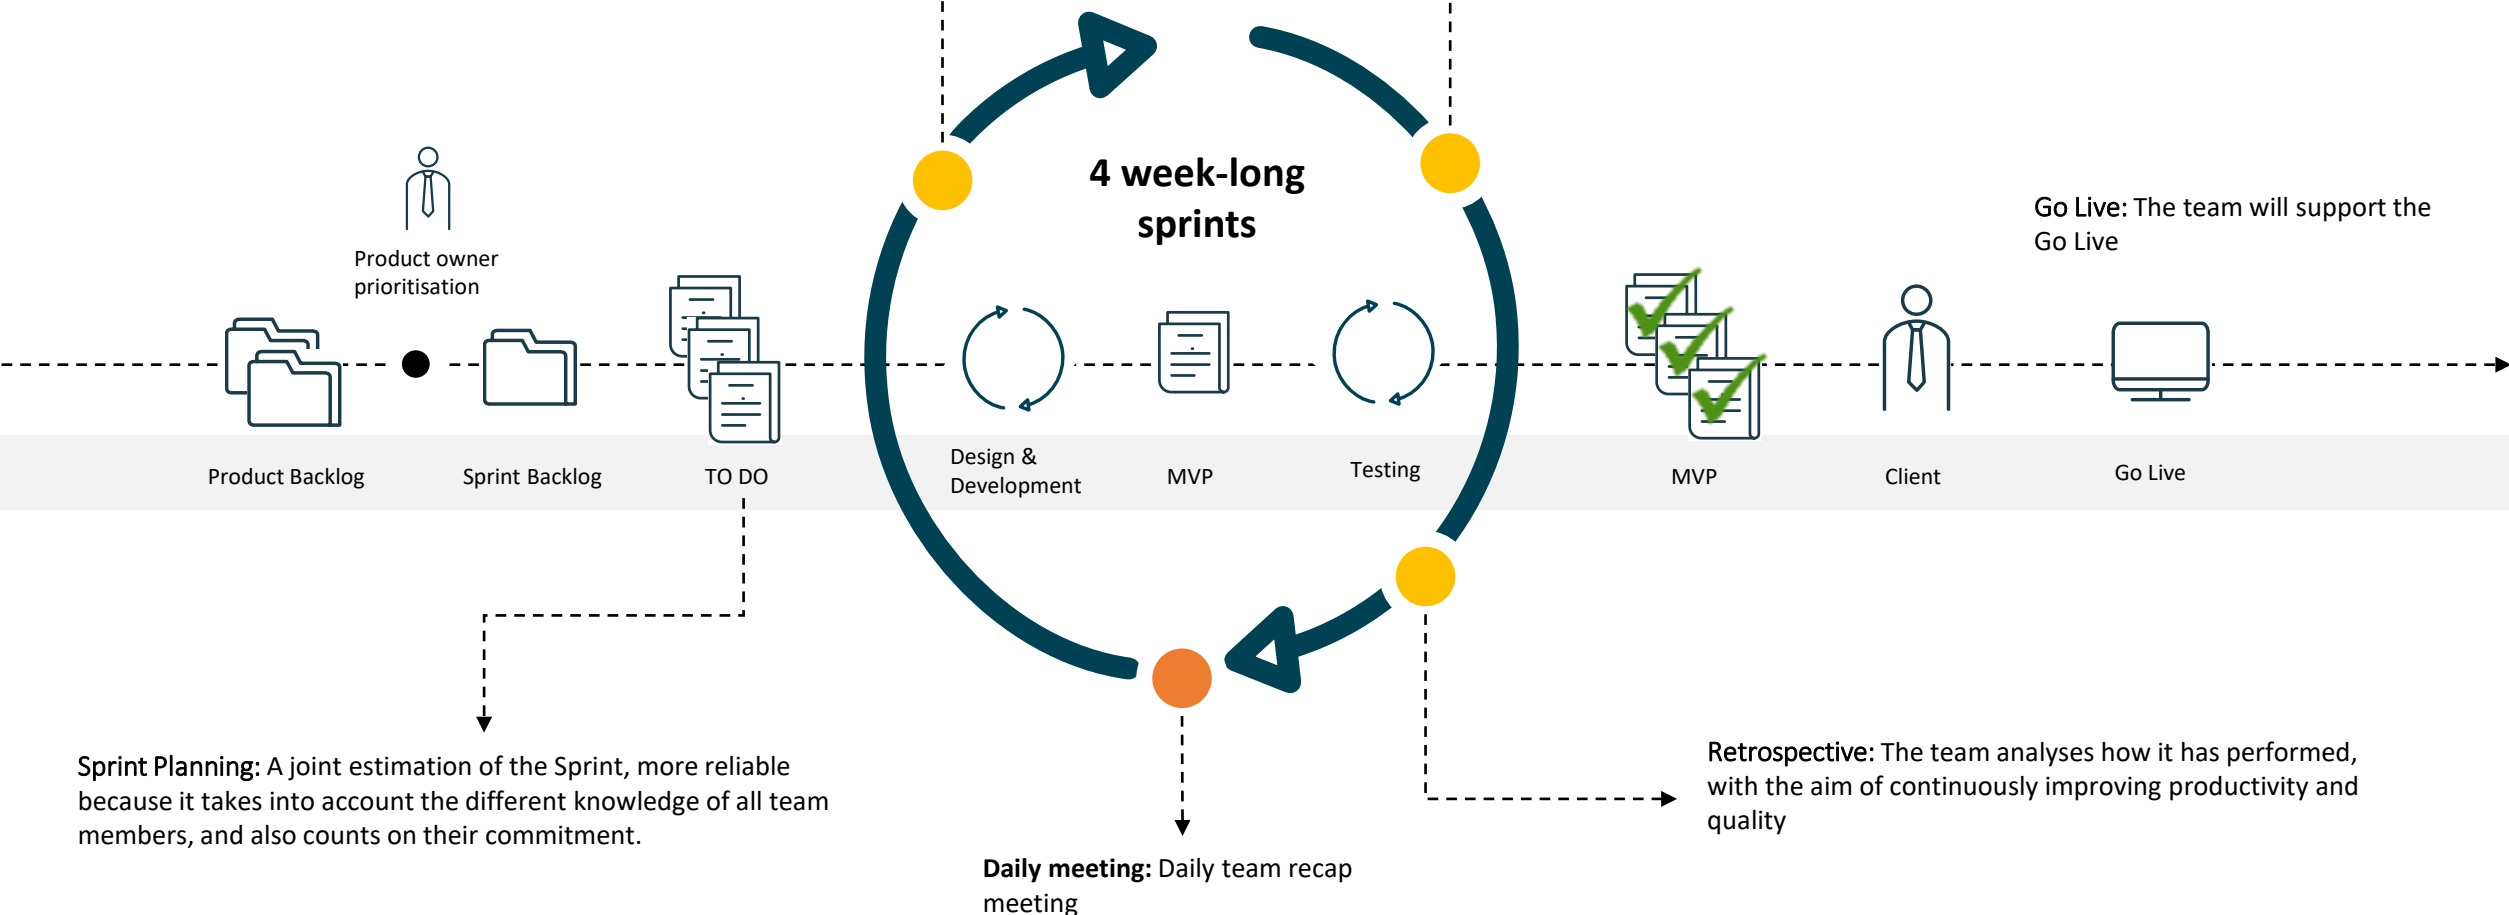 4 week-long
sprints
Product owner
prioritisation
Go Live: The team will support the
Go Live
Product Backlog
Sprint Backlog
TO DO
Design &
Development
MVP
Testing
MVP
Client
Go Live
Sprint Planning: A joint estimation of the Sprint, more reliable
because it takes into account the different knowledge of all team
members, and also counts on their commitment.
Retrospective: The team analyses how it has performed,
with the aim of continuously improving productivity and
quality
Daily meeting: Daily team recap
meeting